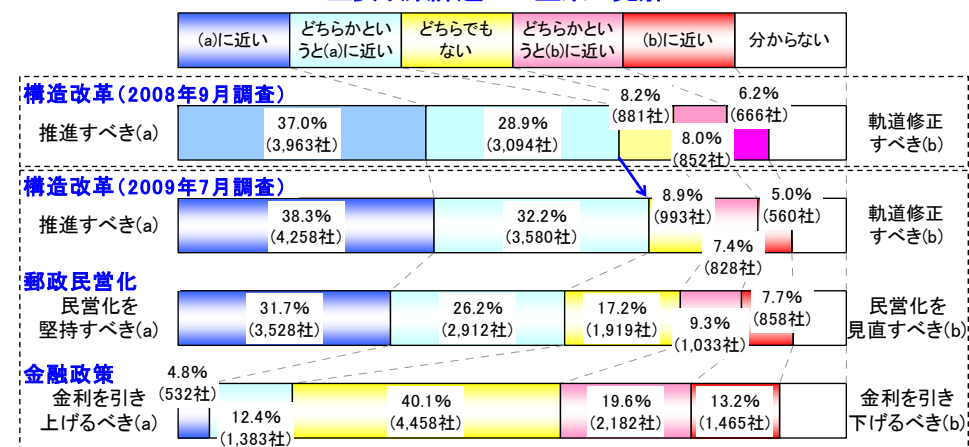 (a)に近い
どちらかとい
うと(a)に近い
どちらでも
ない
どちらかとい
うと(b)に近い
(b)に近い
分からない
構造改革(2008年9月調査)
推進すべき(a)
37.0%
(3,963社)
28.9%
(3,094社)
8.2%
(881社)
8.0%
(852社)
6.2%
(666社)
軌道修正
すべき(b)
構造改革(2009年7月調査)
推進すべき(a)
38.3%
(4,258社)
32.2%
(3,580社)
8.9%
(993社)
7.4%
(828社)
5.0%
(560社)
軌道修正
すべき(b)
郵政民営化
民営化を
堅持すべき(a)
31.7%
(3,528社)
26.2%
(2,912社)
17.2%
(1,919社)
9.3%
(1,033社)
7.7%
(858社)
民営化を
見直すべき(b)
金融政策
金利を引き
上げるべき(a)
4.8%
(532社)
12.4%
(1,383社)
40.1%
(4,458社)
19.6%
(2,182社)
13.2%
(1,465社)
金利を引き
下げるべき(b)